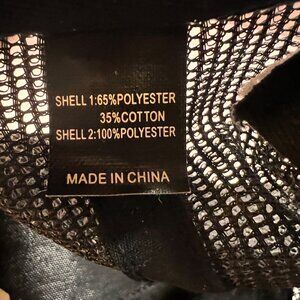 SHELL 1:65%POLYESTER
35%COTTON
SHELL 2:100%POLYESTER
MADE IN CHINA